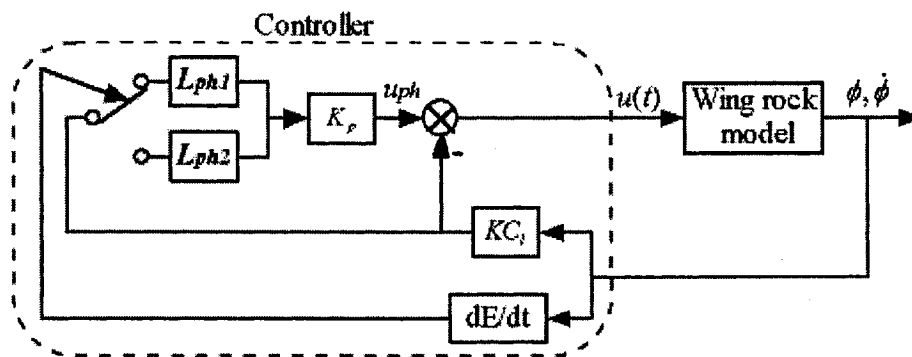 Controller
Lph1
Kp
uph
u(t)
Wing rock
model
ϕ, ϕ̇
Lph2
-
KCi
dE/dt